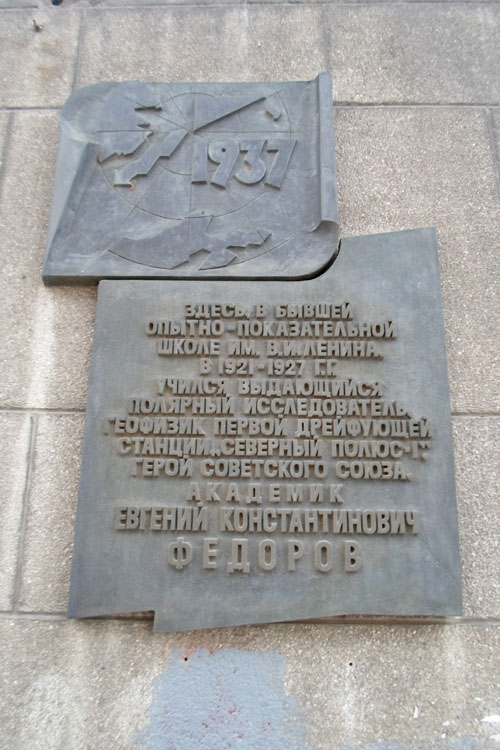 1937
ЗДЕСЬ, В БЫВШЕЙ
ОПЫТНО-ПОКАЗАТЕЛЬНОЙ
ШКОЛЕ ИМ. В.И.ЛЕНИНА,
В 1921-1927 Г.Г.
УЧИЛСЯ ВЫДАЮЩИЙСЯ
ПОЛЯРНЫЙ ИССЛЕДОВАТЕЛЬ,
ГЕОФИЗИК ПЕРВОЙ ДРЕЙФУЮЩЕЙ
СТАНЦИИ „СЕВЕРНЫЙ ПОЛЮС-1",
ГЕРОЙ СОВЕТСКОГО СОЮЗА,
АКАДЕМИК
ЕВГЕНИЙ КОНСТАНТИНОВИЧ
ФЕДОРОВ